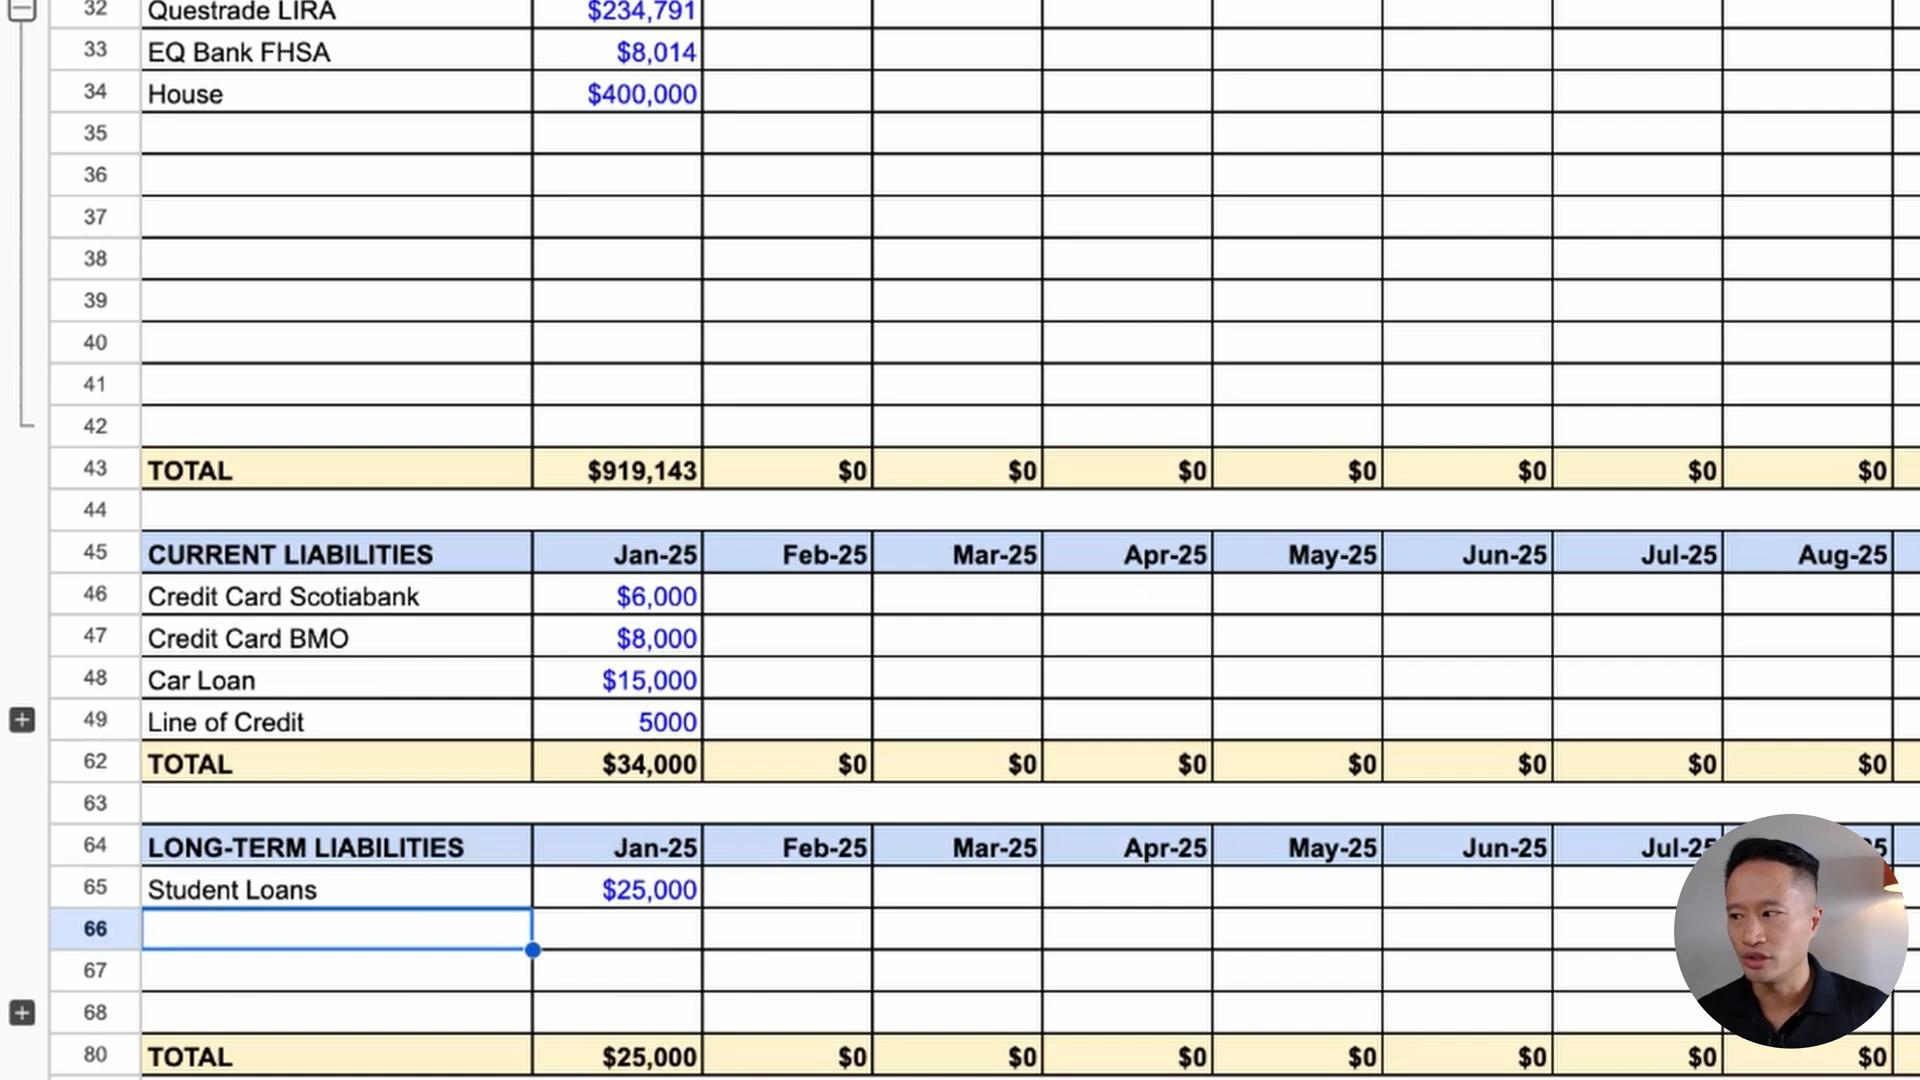 32 Questrade LIRA $234,791
33 EQ Bank FHSA $8,014
34 House $400,000
35
36
37
38
39
40
41
42
43 TOTAL $919,143 $0 $0 $0 $0 $0 $0 $0
44
45 CURRENT LIABILITIES Jan-25 Feb-25 Mar-25 Apr-25 May-25 Jun-25 Jul-25 Aug-25
46 Credit Card Scotiabank $6,000
47 Credit Card BMO $8,000
48 Car Loan $15,000
49 Line of Credit 5000
62 TOTAL $34,000 $0 $0 $0 $0 $0 $0 $0
63
64 LONG-TERM LIABILITIES Jan-25 Feb-25 Mar-25 Apr-25 May-25 Jun-25 Jul-25
65 Student Loans $25,000
66
67
68
80 TOTAL $25,000 $0 $0 $0 $0 $0 $0 $0